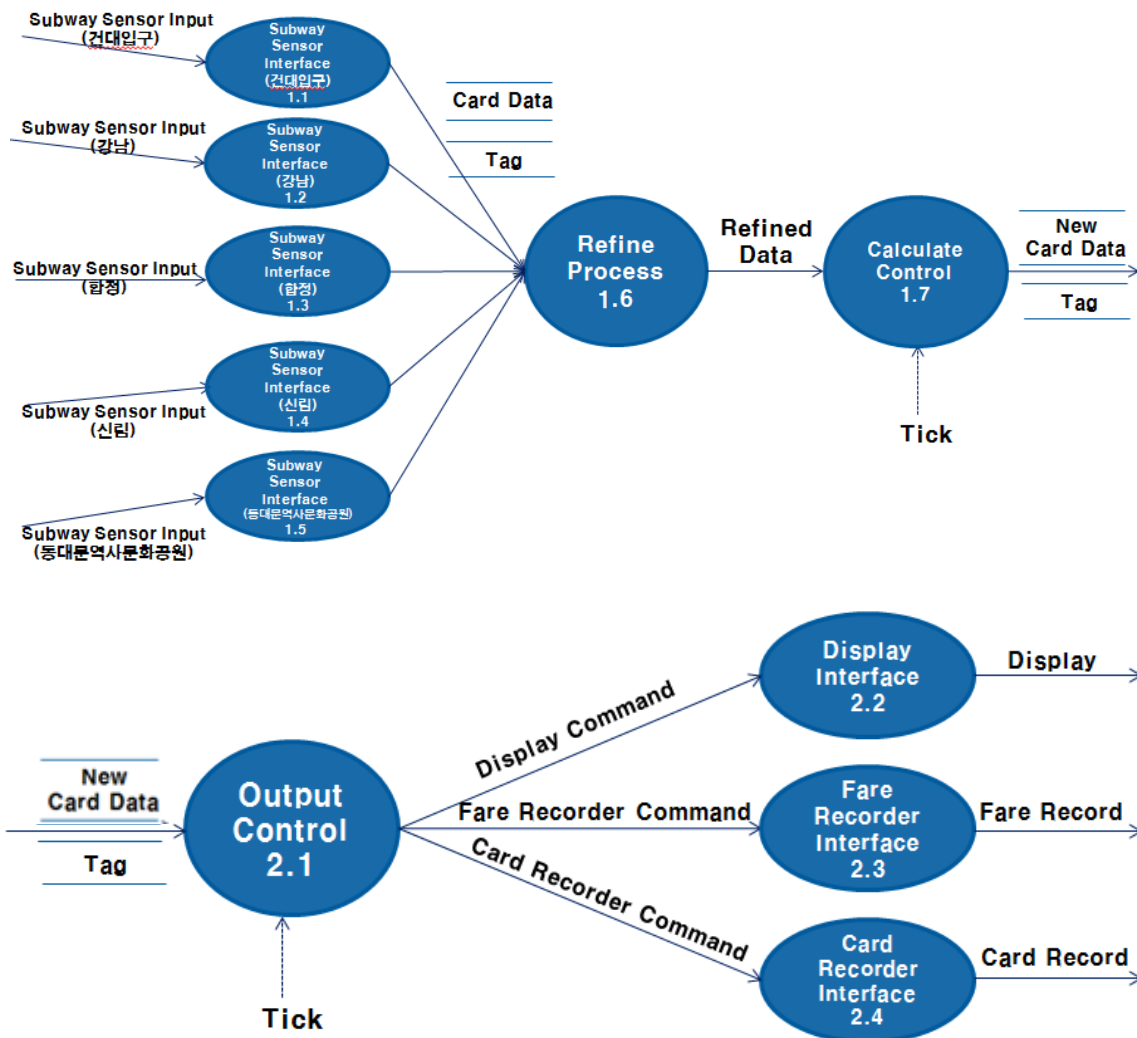 Subway Sensor Input
(건대입구)
Subway
Sensor
Interface
(건대입구)
1.1
Subway Sensor Input
(강남)
Subway
Sensor
Interface
(강남)
1.2
Subway Sensor Input
(합정)
Subway
Sensor
Interface
(합정)
1.3
Subway Sensor Input
(신림)
Subway
Sensor
Interface
(신림)
1.4
Subway Sensor Input
(동대문역사문화공원)
Subway
Sensor
Interface
(동대문역사문화공원)
1.5
Card Data
Tag
Refine
Process
1.6
Refined
Data
Calculate
Control
1.7
New
Card Data
Tag
Tick
New
Card Data
Tag
Output
Control
2.1
Tick
Display Command
Fare Recorder Command
Card Recorder Command
Display
Interface
2.2
Display
Fare
Recorder
Interface
2.3
Fare Record
Card
Recorder
Interface
2.4
Card Record